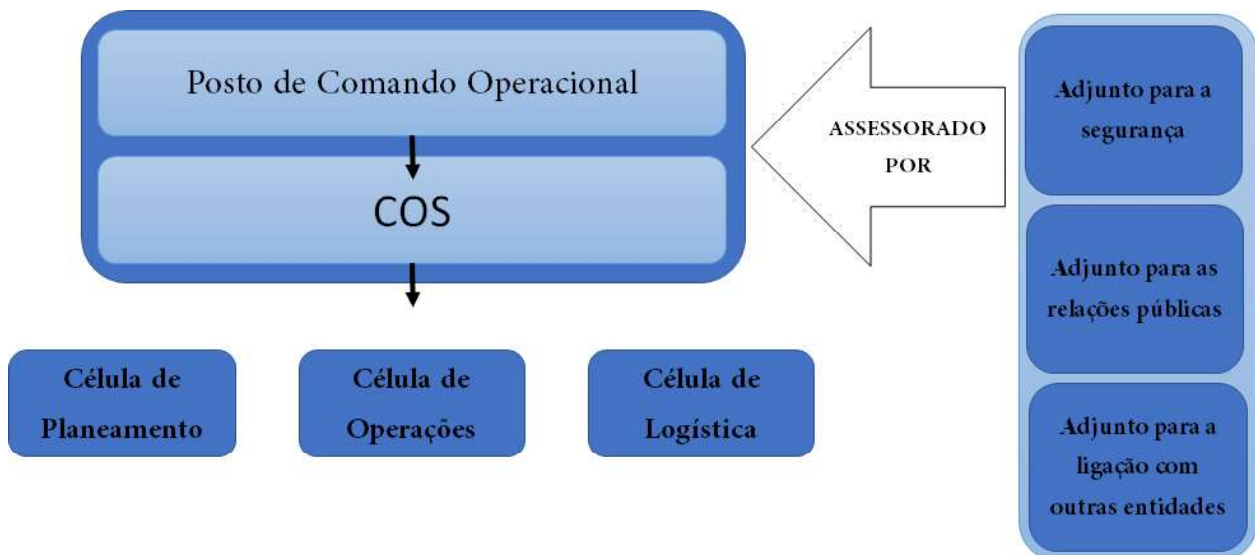 Posto de Comando Operacional
COS
ASSESSORADO
POR
Adjunto para a
segurança
Adjunto para as
relações públicas
Adjunto para a
ligação com
outras entidades
Célula de
Planeamento
Célula de
Operações
Célula de
Logística